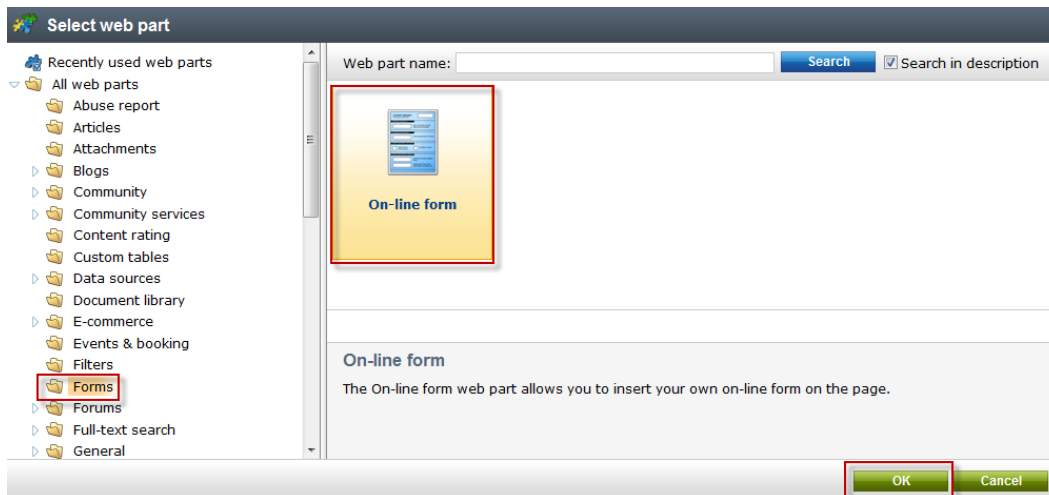 Select web part
Recently used web parts
All web parts
Abuse report
Articles
Attachments
Blogs
Community
Community services
Content rating
Custom tables
Data sources
Document library
E-commerce
Events & booking
Filters
Forms
Forums
Full-text search
General
Web part name: Search Search in description
On-line form
On-line form
The On-line form web part allows you to insert your own on-line form on the page.
OK Cancel